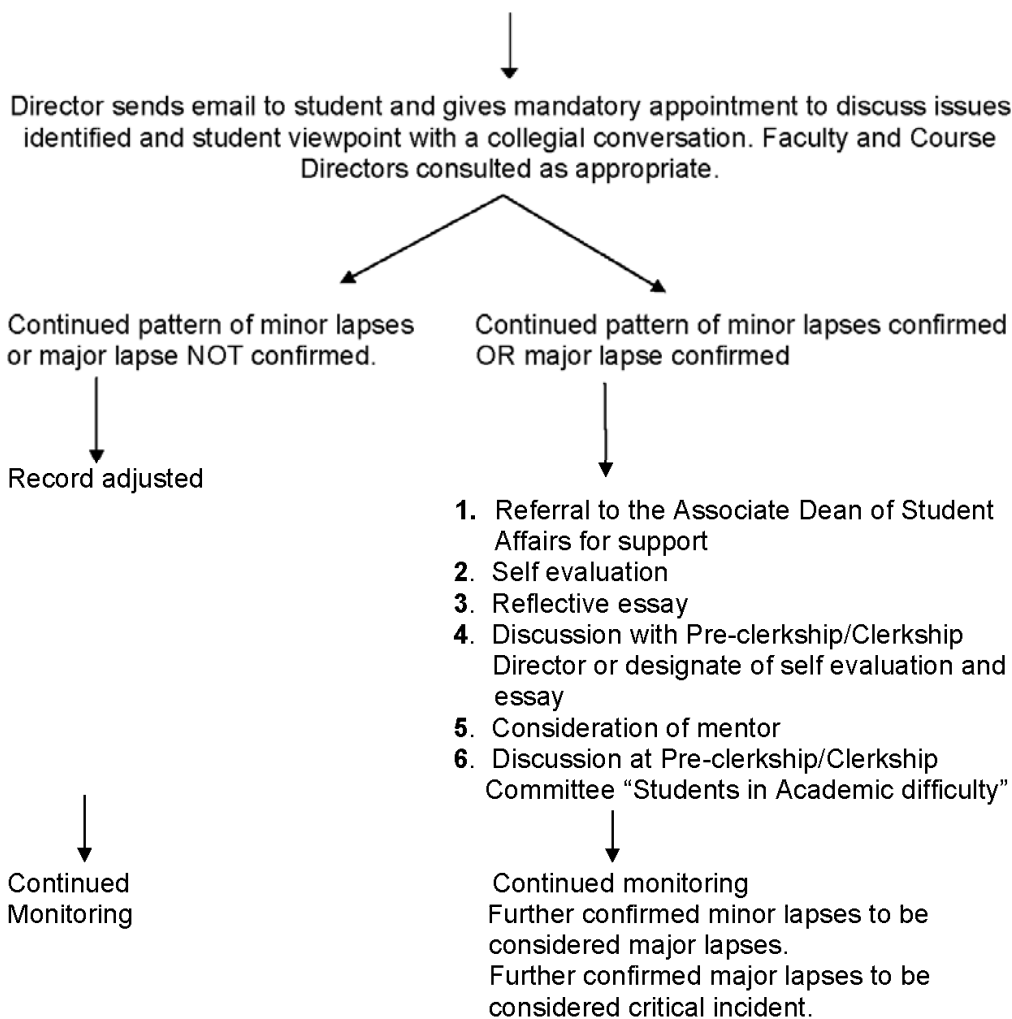 Director sends email to student and gives mandatory appointment to discuss issues
identified and student viewpoint with a collegial conversation. Faculty and Course
Directors consulted as appropriate.
Continued pattern of minor lapses
or major lapse NOT confirmed.
Record adjusted
Continued
Monitoring
Continued pattern of minor lapses confirmed
OR major lapse confirmed
1. Referral to the Associate Dean of Student
Affairs for support
2. Self evaluation
3. Reflective essay
4. Discussion with Pre-clerkship/Clerkship
Director or designate of self evaluation and
essay
5. Consideration of mentor
6. Discussion at Pre-clerkship/Clerkship
Committee “Students in Academic difficulty”
Continued monitoring
Further confirmed minor lapses to be
considered major lapses.
Further confirmed major lapses to be
considered critical incident.